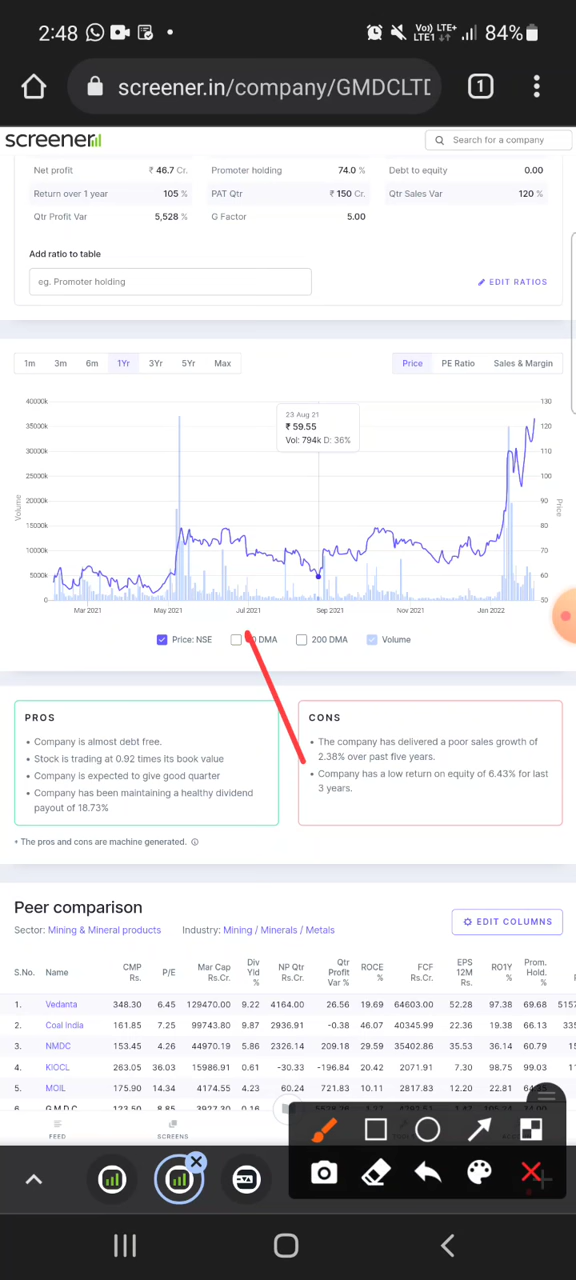 2:48 Vo) LTE+ LTE1 84%
screener.in/company/GMDCLTD 1
screener Search for a company
Net profit ₹ 46.7 Cr. Promoter holding 74.0 % Debt to equity 0.00
Return over 1 year 105 % PAT Qtr ₹ 150 Cr. Qtr Sales Var 120 %
Qtr Profit Var 5,528 % G Factor 5.00
Add ratio to table
eg. Promoter holding EDIT RATIOS
1m 3m 6m 1Yr 3Yr 5Yr Max Price PE Ratio Sales & Margin
40000k 130
23 Aug 21
₹ 59.55
Vol: 794k D: 36%
35000k 120
30000k 110
25000k 100
20000k 90
15000k 80
10000k 70
5000k 60
0 50
Volume
Price
Mar 2021 May 2021 Jul 2021 Sep 2021 Nov 2021 Jan 2022
Price: NSE DMA 200 DMA Volume
PROS
• Company is almost debt free.
• Stock is trading at 0.92 times its book value
• Company is expected to give good quarter
• Company has been maintaining a healthy dividend
payout of 18.73%
CONS
• The company has delivered a poor sales growth of
2.38% over past five years.
• Company has a low return on equity of 6.43% for last
3 years.
* The pros and cons are machine generated.
Peer comparison
Sector: Mining & Mineral products Industry: Mining / Minerals / Metals
EDIT COLUMNS
S.No. Name CMP Rs. P/E Mar Cap Rs.Cr. Div Yld % NP Qtr Rs.Cr. Qtr Profit Var % ROCE % FCF Rs.Cr. EPS 12M Rs. RO1Y % Prom. Hold. %
1. Vedanta 348.30 6.45 129470.00 9.22 4164.00 26.56 19.69 64603.00 52.28 97.38 69.68 5157
2. Coal India 161.85 7.25 99743.80 9.87 2936.91 -0.38 46.07 40345.99 22.36 19.38 66.13 335
3. NMDC 153.45 4.26 44970.19 5.86 2126.14 209.18 29.59 35402.86 35.53 36.14 60.79
4. KIOCL 263.05 36.03 15986.91 0.61 -30.33 -196.84 20.42 2071.91 7.30 98.75 99.03
5. MOIL 175.90 14.34 4174.55 4.23 60.24 721.83 10.11 2817.83 12.20 22.81
6. G M D C 123.50 8.85 3927.30 0.16
FEED SCREENS